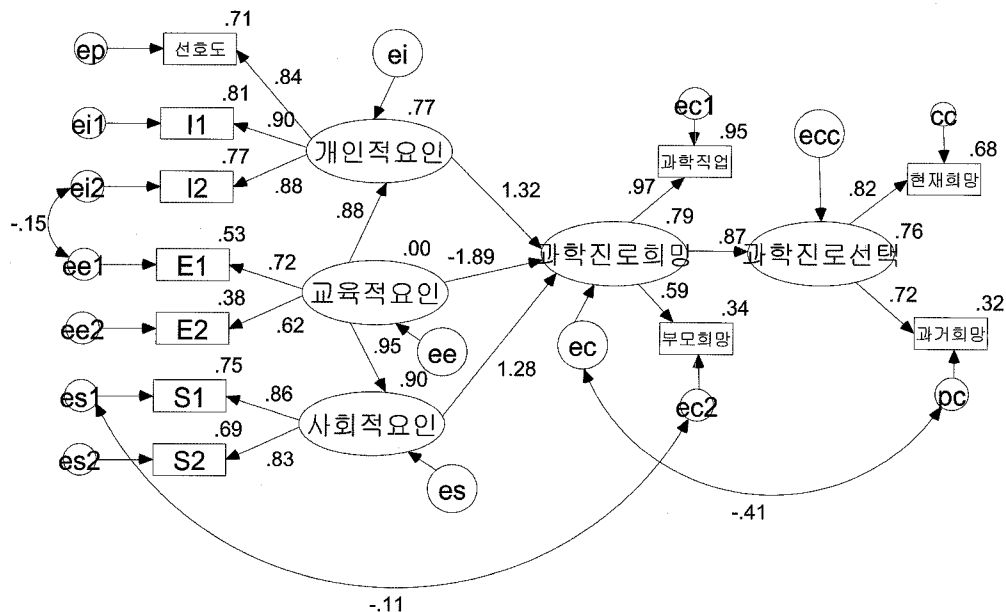 .71
ep
선호도
ei
.84
.81
.77
ei1
I1
.90
개인적요인
ec1
.95
과학직업
ecc
cc
.68
현재희망
.77
ei2
I2
.88
1.32
.97
.82
-.15
.88
.79
.53
.00
-1.89
과학진로희망
.87
과학진로선택
.76
ee1
E1
.72
교육적요인
.38
ee2
E2
.62
.59
.34
.72
.32
ee
ec
부모희망
과거희망
.95
.75
.90
1.28
es1
S1
.86
사회적요인
ec2
pc
.69
es2
S2
.83
es
-.41
-.11